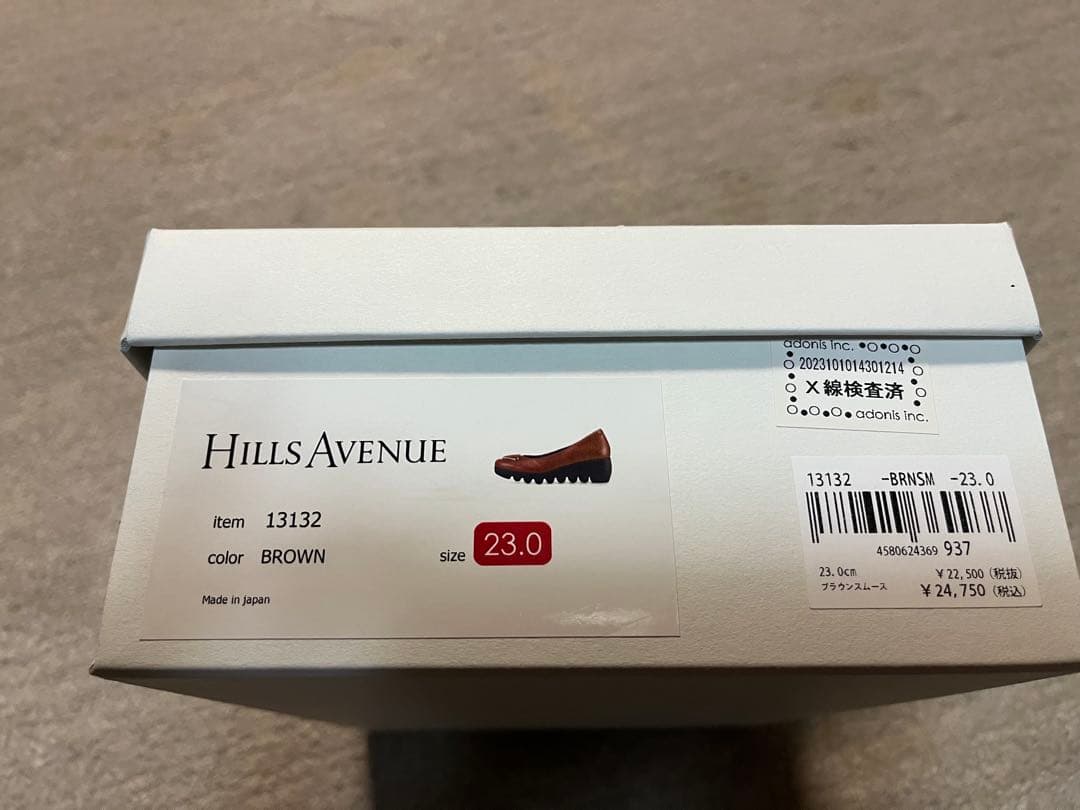 HILLS AVENUE
item 13132
color BROWN
size 23.0
Made in japan
adonis inc.
2023101014301214
X線検査済
adonis inc.
13132 -BRNSM -23.0
4580624369 937
23.0cm ¥22,500(税抜)
ブラウンスムース ¥24,750(税込)